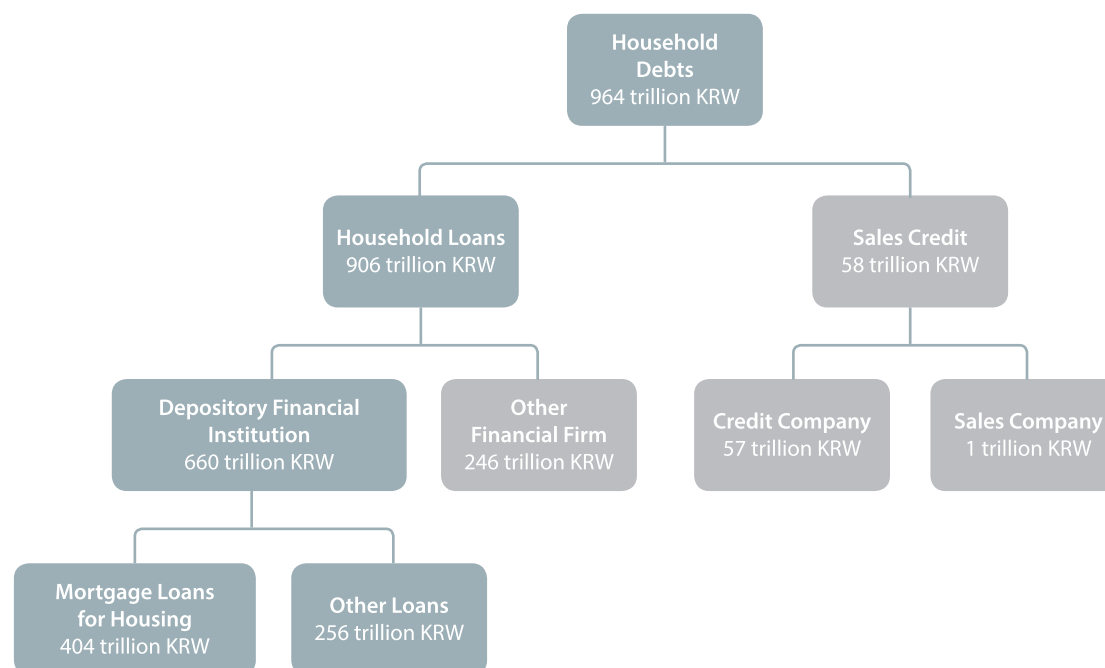 Household
Debts
964 trillion KRW
Household Loans
906 trillion KRW
Sales Credit
58 trillion KRW
Depository Financial
Institution
660 trillion KRW
Other
Financial Firm
246 trillion KRW
Credit Company
57 trillion KRW
Sales Company
1 trillion KRW
Mortgage Loans
for Housing
404 trillion KRW
Other Loans
256 trillion KRW